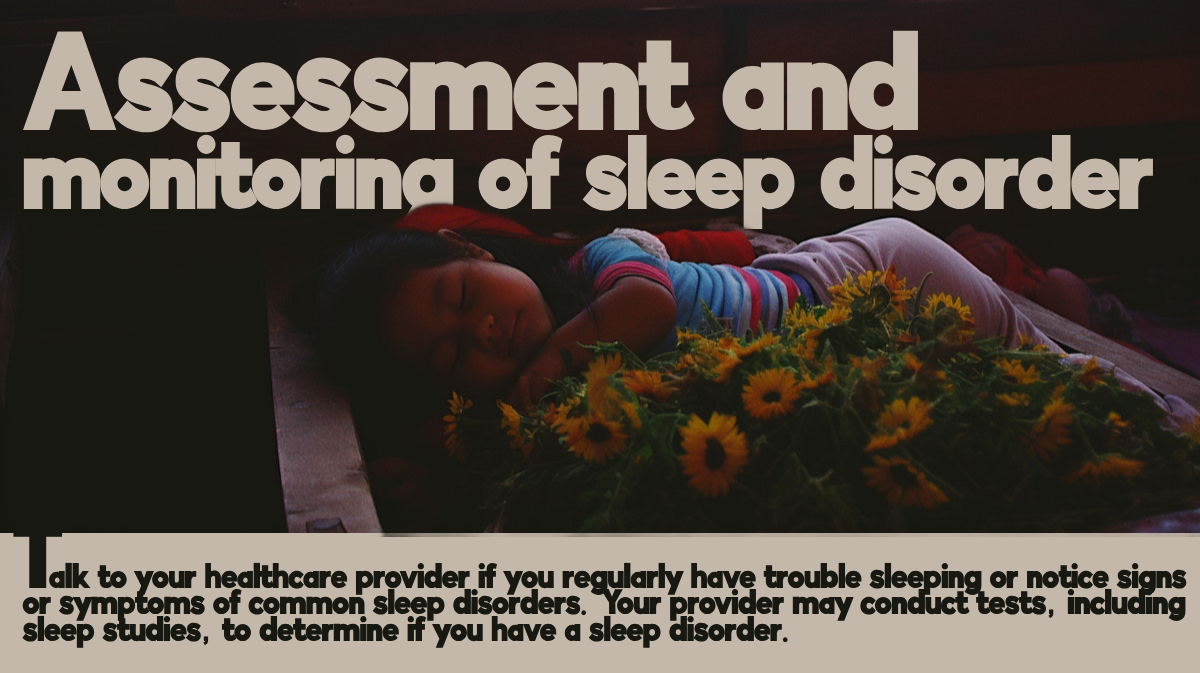 Assessment and
monitoring of sleep disorder
Talk to your healthcare provider if you regularly have trouble sleeping or notice signs
or symptoms of common sleep disorders. Your provider may conduct tests, including
sleep studies, to determine if you have a sleep disorder.